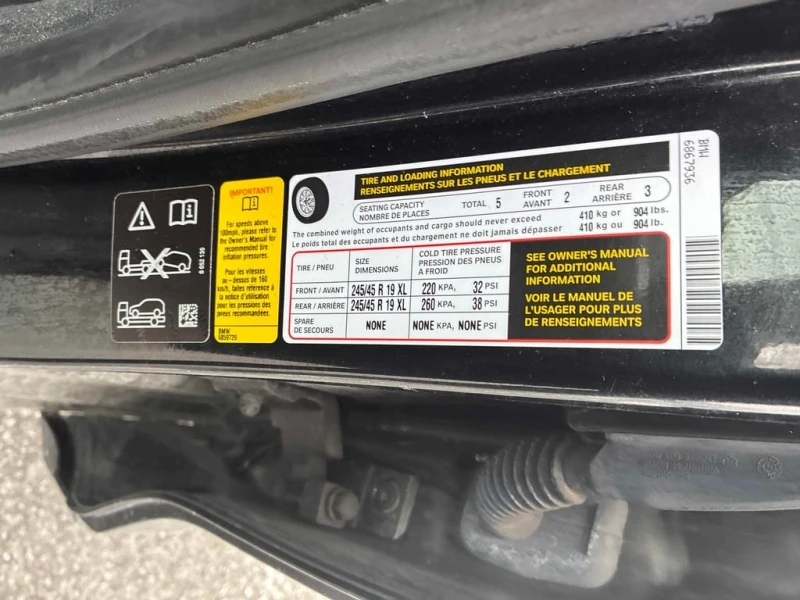 9 052 135
IMPORTANT!
For speeds above
100mph, please refer to
the Owner's Manual for
recommended tire
inflation pressures.
Pour les vitesses
au-dessus de 160
km/h, faites référence à
la notice d'utilisation
pour les pressions des
pneus recommandées.
BMW
TIRE AND LOADING INFORMATION
RENSEIGNEMENTS SUR LES PNEUS ET LE CHARGEMENT
SEATING CAPACITY
NOMBRE DE PLACES
TOTAL 5
FRONT
AVANT 2
REAR
ARRIÈRE 3
The combined weight of occupants and cargo should never exceed 410 kg or 904 lbs.
Le poids total des occupants et du chargement ne doit jamais dépasser 410 kg ou 904 lb.
TIRE / PNEU
SIZE
DIMENSIONS
COLD TIRE PRESSURE
PRESSION DES PNEUS
A FROID
FRONT / AVANT 245/45 R 19 XL 220 KPA, 32 PSI
REAR / ARRIÈRE 245/45 R 19 XL 260 KPA, 38 PSI
SPARE
DE SECOURS
NONE NONE KPA, NONE PSI
SEE OWNER'S MANUAL
FOR ADDITIONAL
INFORMATION
VOIR LE MANUEL DE
L'USAGER POUR PLUS
DE RENSEIGNEMENTS
BMW
6867936